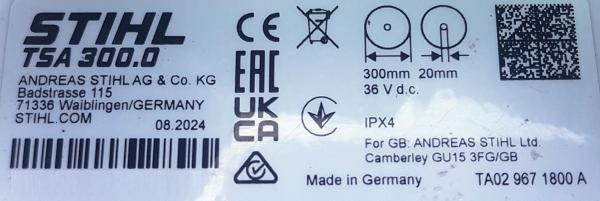 STIHL
TSA 300.0
ANDREAS STIHL AG & Co. KG
Badstrasse 115
71336 Waiblingen/GERMANY
STIHL.COM
08.2024
CE
EAC
UK
CA
300mm 20mm
36 V d.c.
IPX4
For GB: ANDREAS STIHL Ltd.
Camberley GU15 3FG/GB
Made in Germany
TA02 967 1800 A